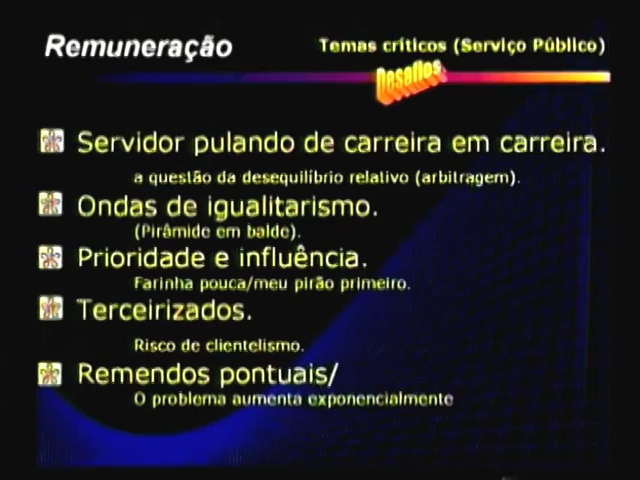 Remuneração
Temas críticos (Serviço Público)
Desafios
Servidor pulando de carreira em carreira.
a questão da desequilíbrio relativo (arbitragem).
Ondas de igualitarismo.
(Pirâmide em balde).
Prioridade e influência.
Farinha pouca/meu pirão primeiro.
Terceirizados.
Risco de clientelismo.
Remendos pontuais/
O problema aumenta exponencialmente